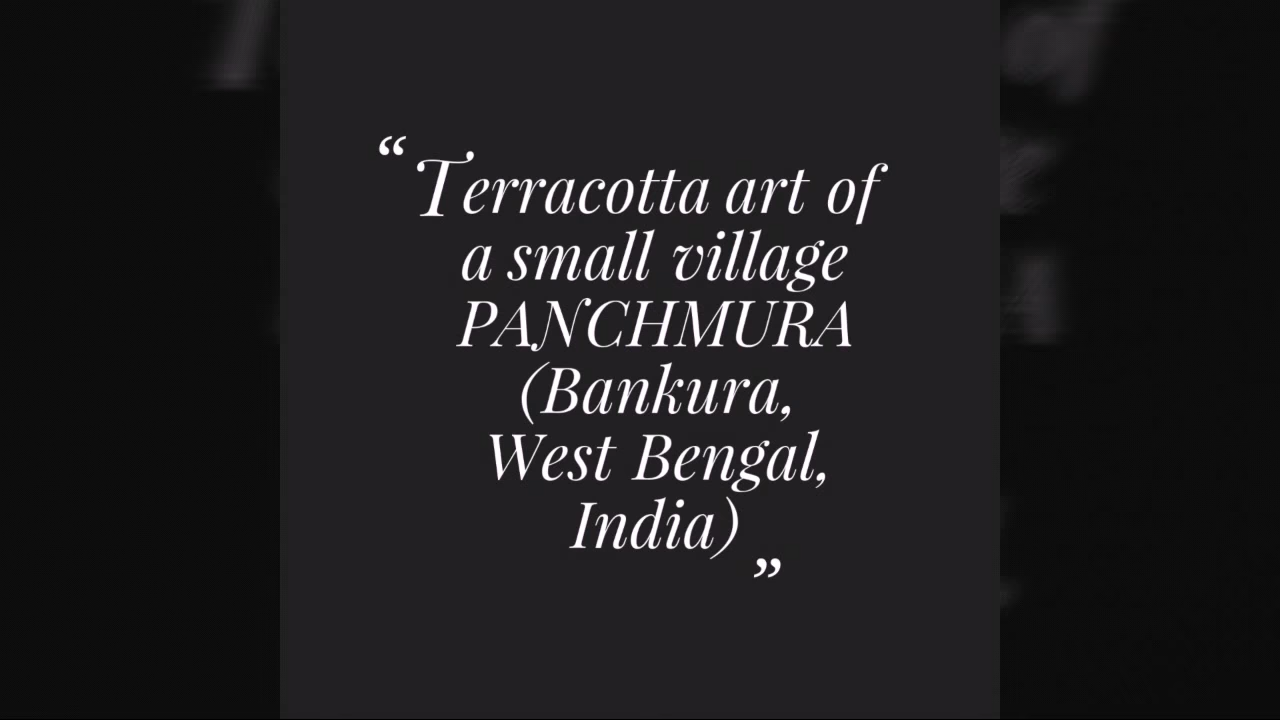 “Terracotta art of
a small village
PANCHMURA
(Bankura,
West Bengal,
India)”